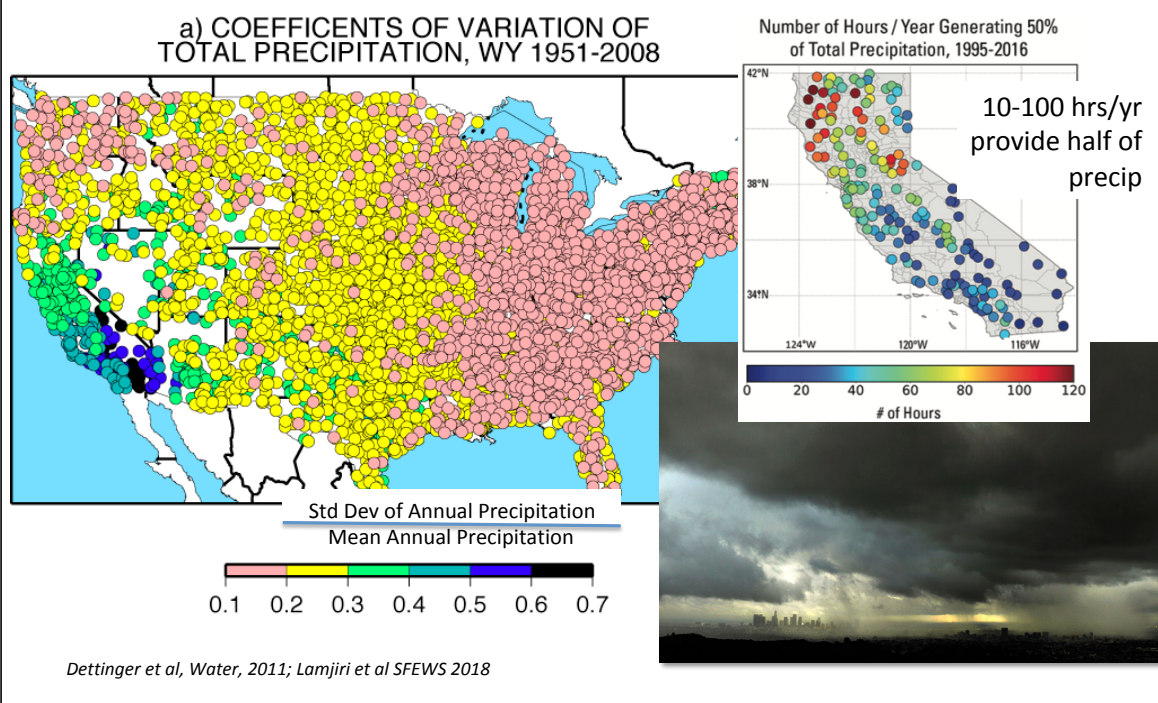 a) COEFFICENTS OF VARIATION OF
TOTAL PRECIPITATION, WY 1951-2008
Std Dev of Annual Precipitation
Mean Annual Precipitation
0.1 0.2 0.3 0.4 0.5 0.6 0.7
Dettinger et al, Water, 2011; Lamjiri et al SFEWS 2018
Number of Hours / Year Generating 50%
of Total Precipitation, 1995-2016
42°N
38°N
34°N
124°W 120°W 116°W
10-100 hrs/yr
provide half of
precip
0 20 40 60 80 100 120
# of Hours